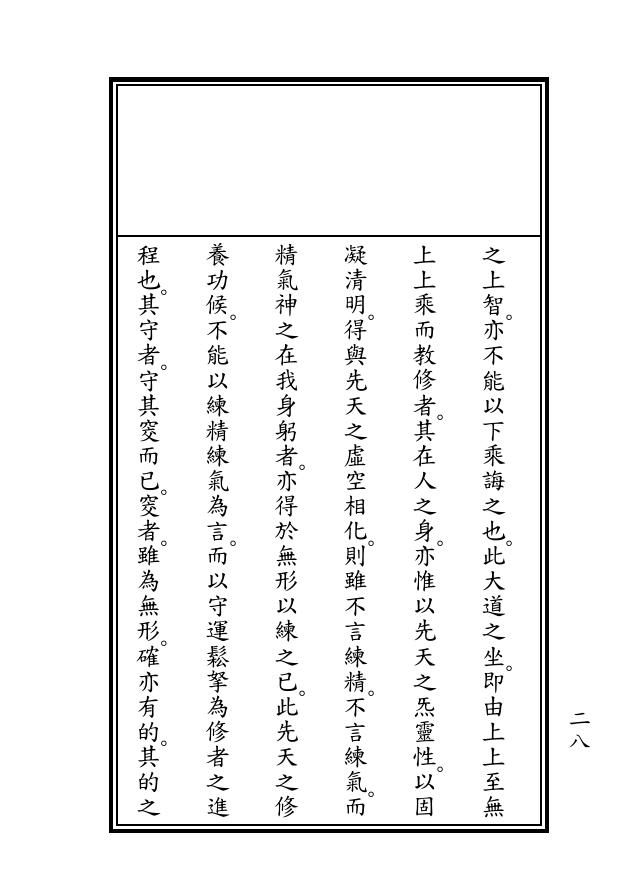 之上智。亦不能以下乘誨之也。此大道之坐。即由上上至無
上上乘而教修者。其在人之身。亦惟以先天之炁靈性。以固
凝清明。得與先天之虛空相化。則雖不言練精。不言練氣。而
精氣神之在我身躬者。亦得於無形以練之已。此先天之修
養功候。不能以練精練氣為言。而以守運鬆拏為修者之進
程也。其守者。守其窔而已。窔者。雖為無形。確亦有的。其的之
二八